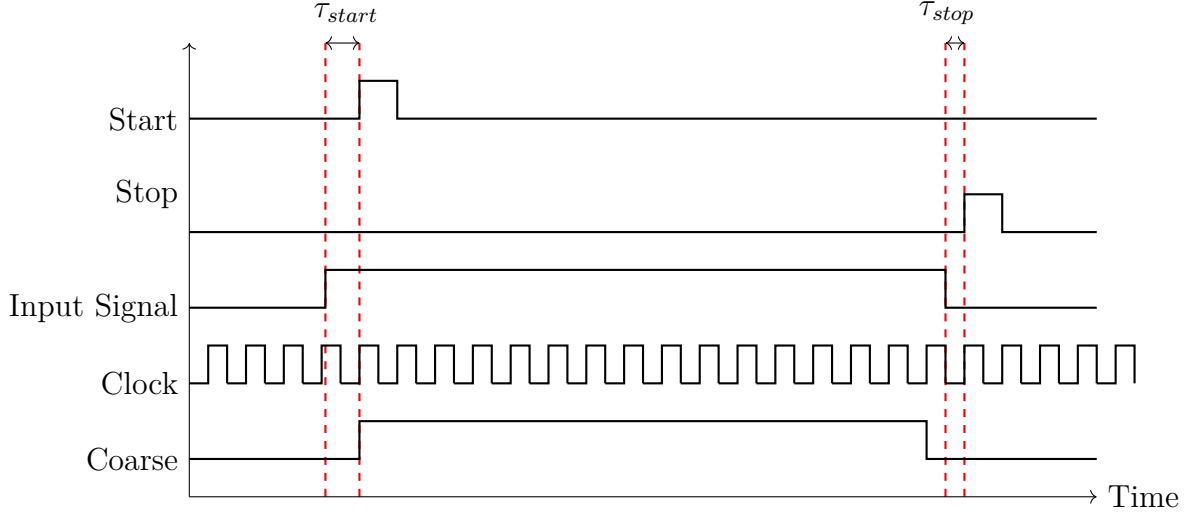 τ_start
τ_stop
Start
Stop
Input Signal
Clock
Coarse
Time